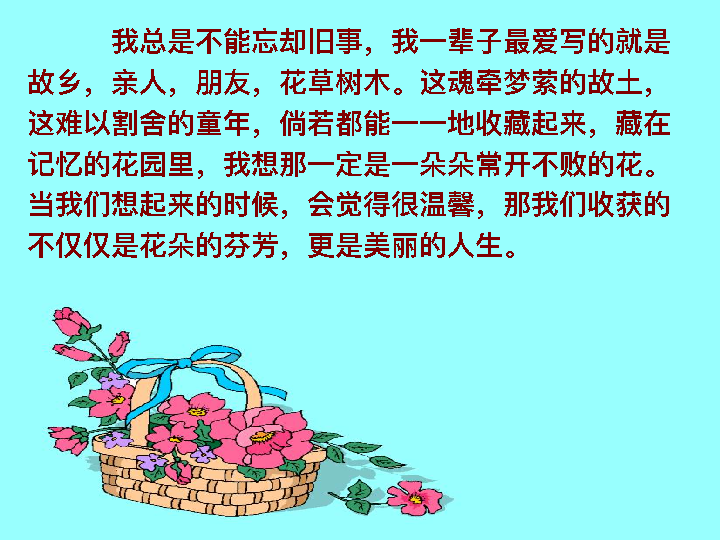 我总是不能忘却旧事，我一辈子最爱写的就是
故乡，亲人，朋友，花草树木。这魂牵梦萦的故土，
这难以割舍的童年，倘若都能一一地收藏起来，藏在
记忆的花园里，我想那一定是一朵朵常开不败的花。
当我们想起来的时候，会觉得很温馨，那我们收获的
不仅仅是花朵的芬芳，更是美丽的人生。